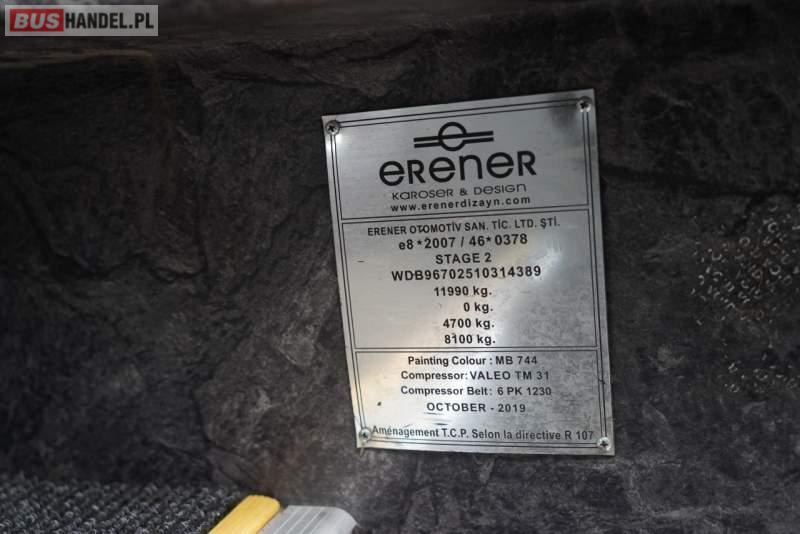 BUSHANDEL.PL
eRener
KAROSER & DESIGN
www.erenerdizayn.com
ERENER OTOMOTİV SAN. TİC. LTD. ŞTİ.
e8*2007 / 46*0378
STAGE 2
WDB96702510314389
11990 kg.
0 kg.
4700 kg.
8100 kg.
Painting Colour : MB 744
Compressor: VALEO TM 31
Compressor Belt : 6 PK 1230
OCTOBER - 2019
Aménagement T.C.P. Selon la directive R 107